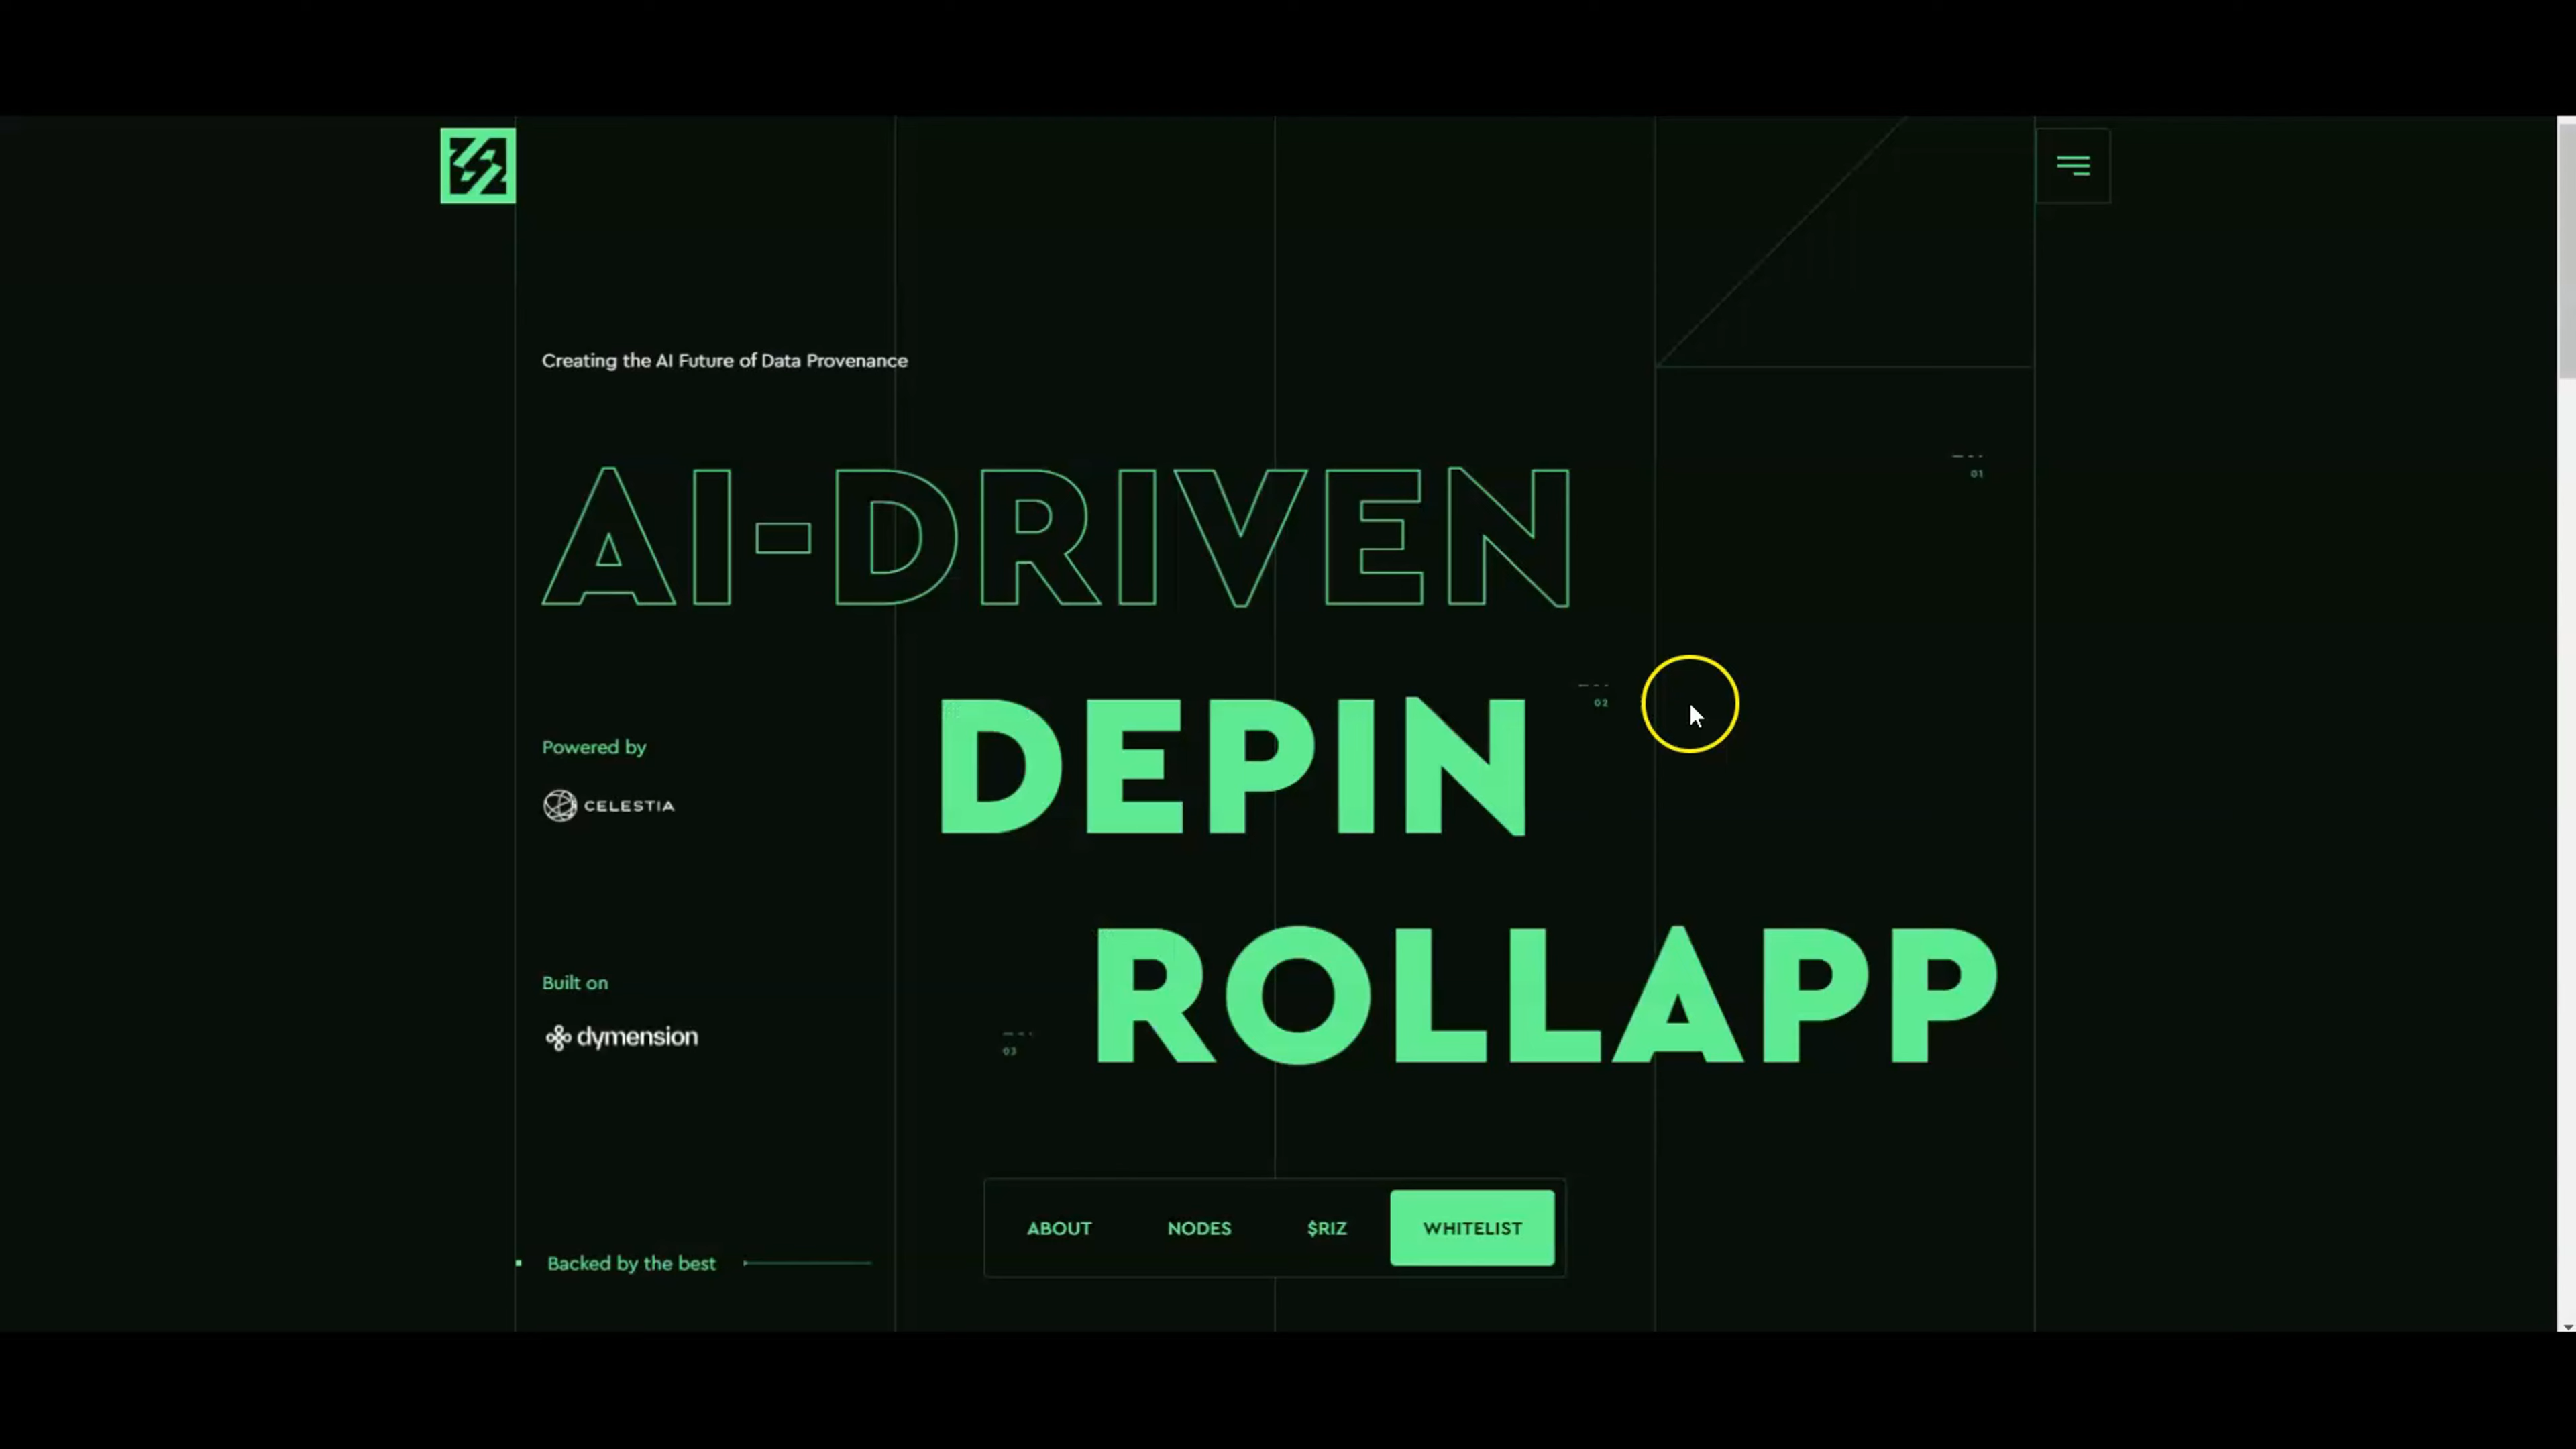 Creating the AI Future of Data Provenance
AI-DRIVEN
01
DEPIN
02
Powered by
CELESTIA
ROLLAPP
Built on
dymension
03
ABOUT
NODES
$RIZ
WHITELIST
Backed by the best